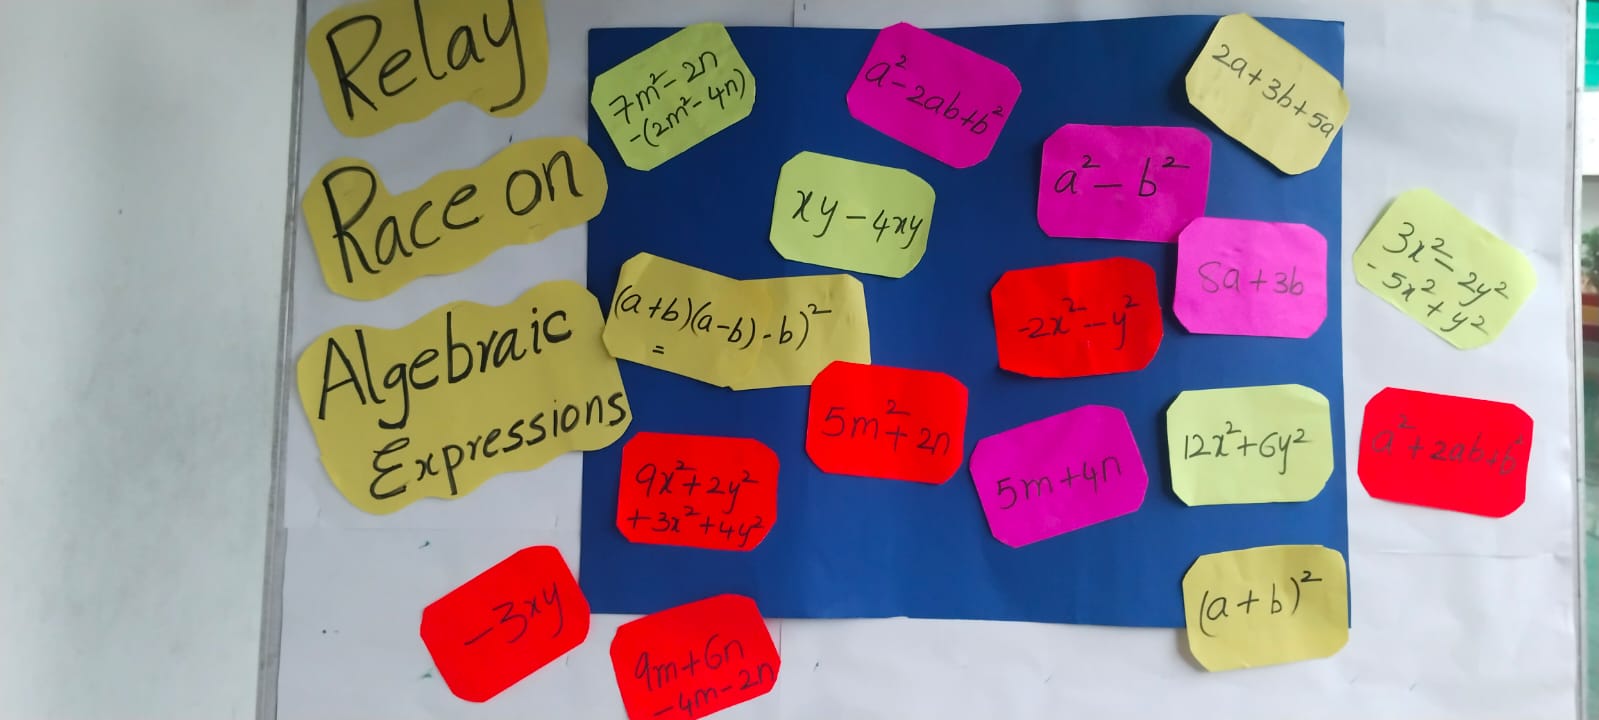 Relay
Race on
Algebraic
Expressions
7m² - 2n
-(2m² - 4n)
a² - 2ab + b²
2a + 3b + 5a
xy - 4xy
a² - b²
8a + 3b
3x² - 2y²
- 5x² + y²
(a+b)(a-b)
=
-b)²
-2x² - y²
5m² + 2n
5m + 4n
12x² + 6y²
a² + 2ab + b²
9x² + 2y²
+ 3x² + 4y²
-3xy
9m + 6n
- 4m - 2n
(a + b)²